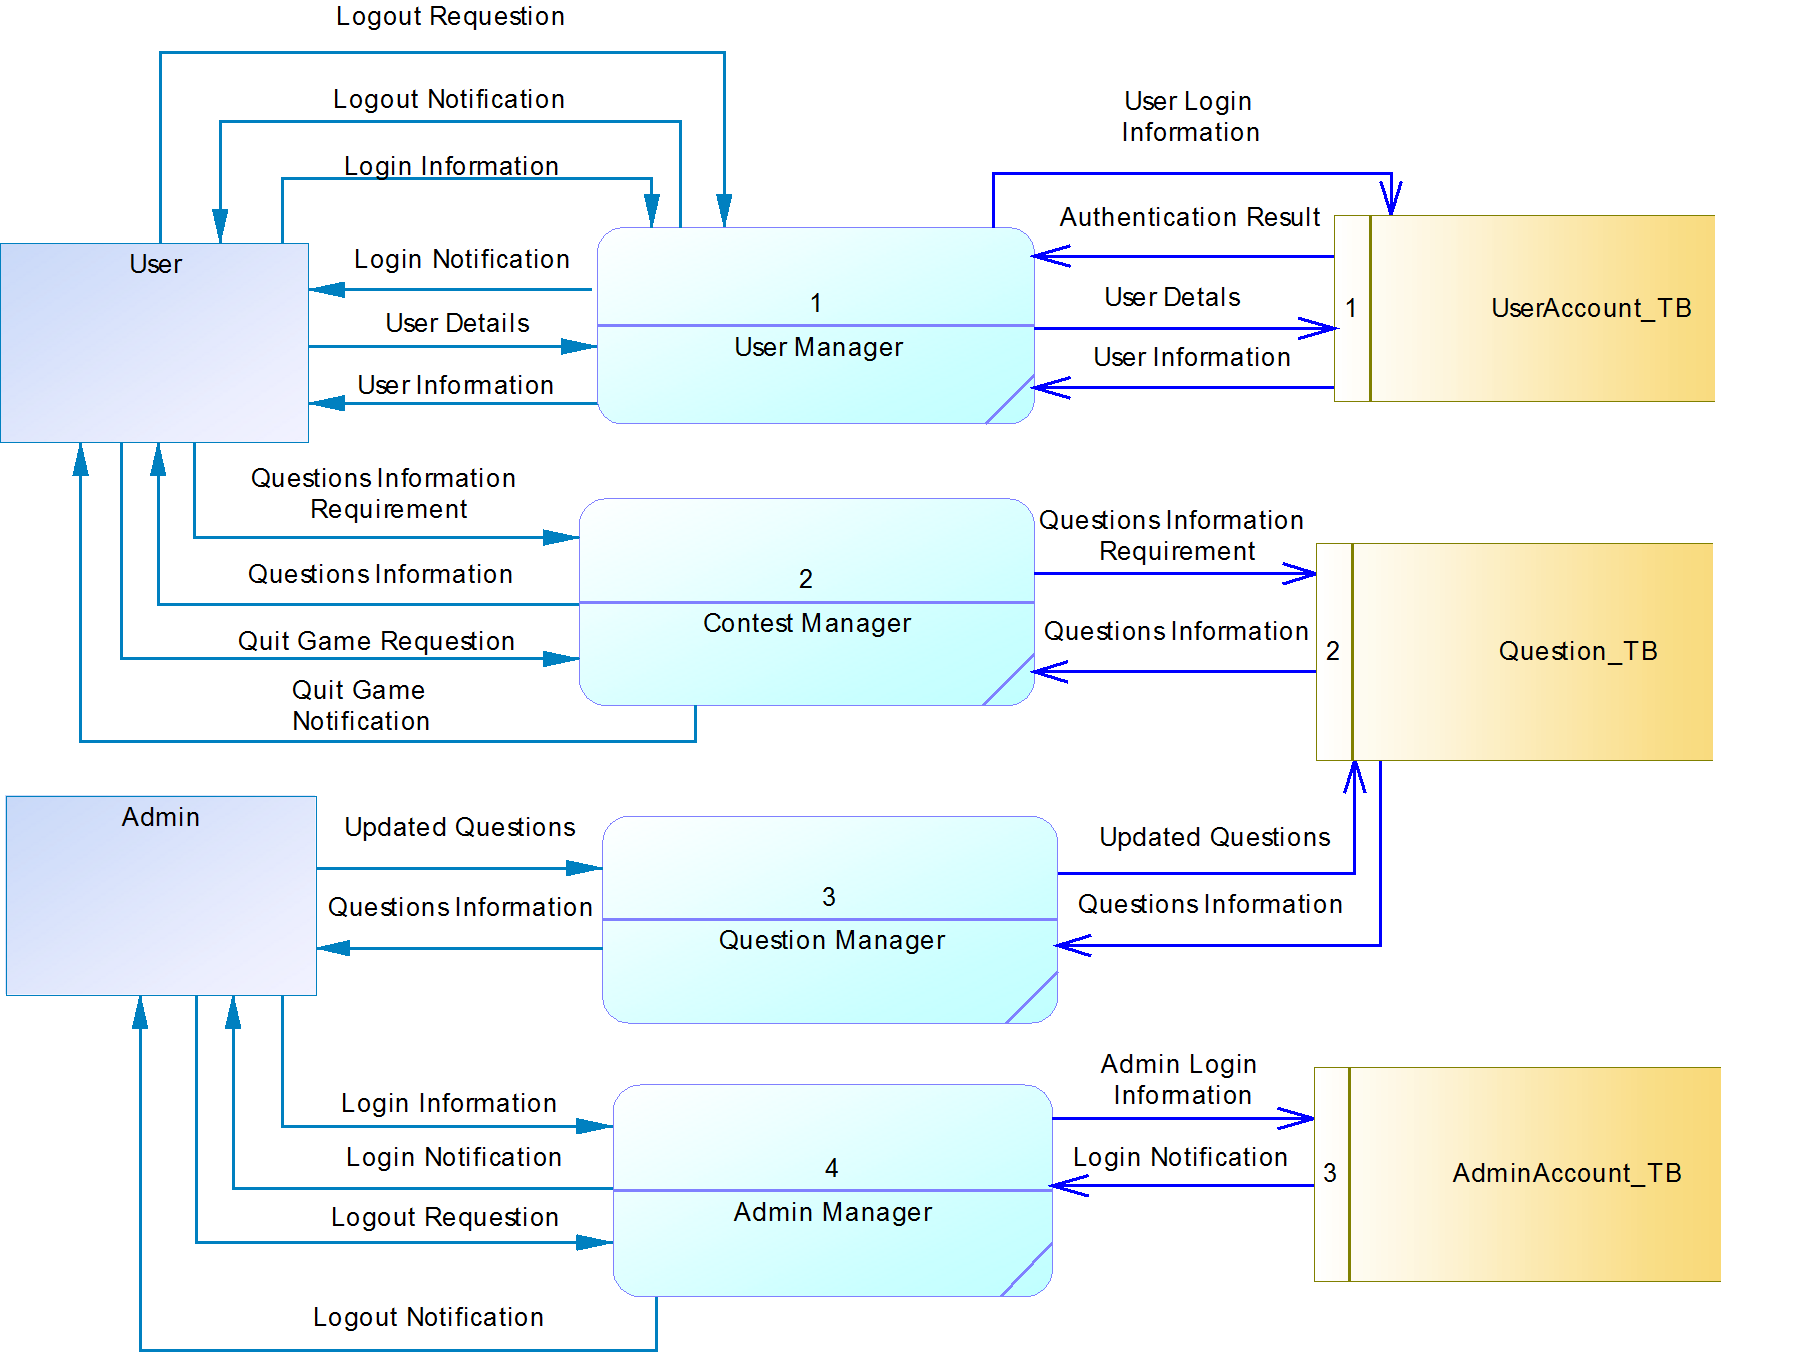 Logout Requestion
Logout Notification
User Login
Information
Login Information
Authentication Result
User
Login Notification
User Details
User Information
1
User Manager
User Detals
User Information
1
UserAccount_TB
Questions Information
Requirement
Questions Information
Quit Game Requestion
Quit Game
Notification
2
Contest Manager
Questions Information
Requirement
Questions Information
2
Question_TB
Admin
Updated Questions
Questions Information
3
Question Manager
Updated Questions
Questions Information
Login Information
Login Notification
Logout Requestion
Logout Notification
4
Admin Manager
Admin Login
Information
Login Notification
3
AdminAccount_TB